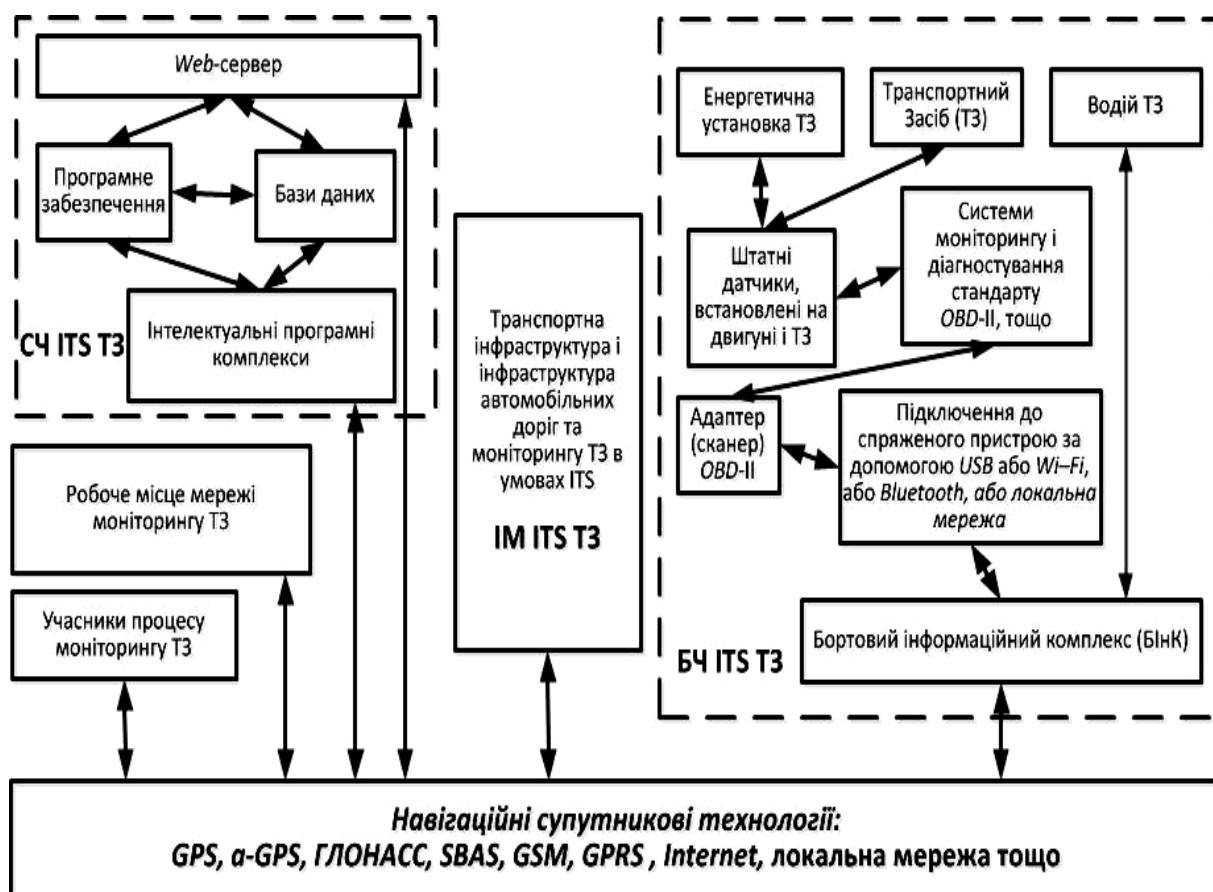 Web-сервер
Програмне
забезпечення
Бази даних
Інтелектуальні програмні
комплекси
СЧ ITS ТЗ
Робоче місце мережі
моніторингу ТЗ
Учасники процесу
моніторингу ТЗ
Транспортна
інфраструктура і
інфраструктура
автомобільних
доріг та
моніторингу ТЗ в
умовах ITS
ІМ ITS ТЗ
Енергетична
установка ТЗ
Транспортний
Засіб (ТЗ)
Водій ТЗ
Штатні
датчики,
встановлені на
двигуні і ТЗ
Системи
моніторингу і
діагностування
стандарту
OBD-II, тощо
Адаптер
(сканер)
OBD-II
Підключення до
спряженого пристрою за
допомогою USB або Wi–Fi,
або Bluetooth, або локальна
мережа
Бортовий інформаційний комплекс (БІнК)
БЧ ITS ТЗ
Навігаційні супутникові технології:
GPS, a-GPS, ГЛОНАСС, SBAS, GSM, GPRS , Internet, локальна мережа тощо